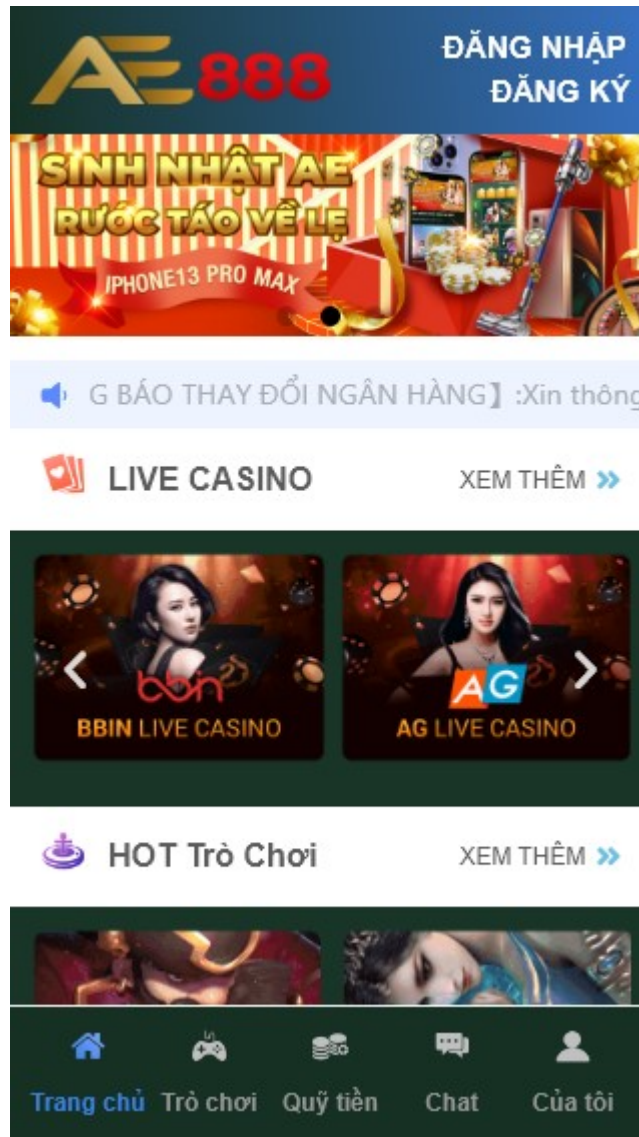 AE888
ĐĂNG NHẬP
ĐĂNG KÝ
SINH NHẬT AE
RƯỚC TÁO VỀ LẸ
IPHONE13 PRO MAX
G BÁO THAY ĐỔI NGÂN HÀNG】 :Xin thông
LIVE CASINO
XEM THÊM »
bbin
BBIN LIVE CASINO
AG
AG LIVE CASINO
HOT Trò Chơi
XEM THÊM »
Trang chủ
Trò chơi
Quỹ tiền
Chat
Của tôi